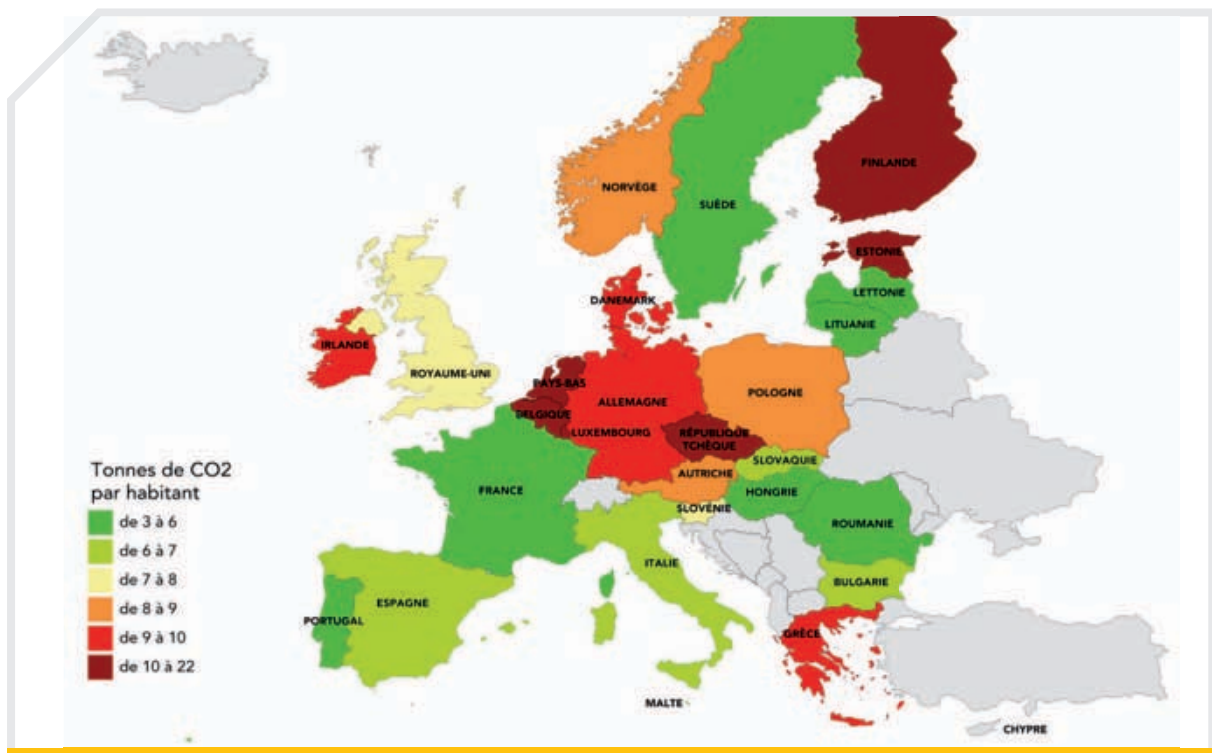 FINLANDE
NORVÈGE
SUÈDE
ESTONIE
LETTONIE
DANEMARK
LITUANIE
IRLANDE
ROYAUME-UNI
PAYS-BAS
POLOGNE
ALLEMAGNE
BELGIQUE
LUXEMBOURG
RÉPUBLIQUE
TCHÈQUE
SLOVAQUIE
AUTRICHE
FRANCE
HONGRIE
SLOVÉNIE
ROUMANIE
ITALIE
BULGARIE
ESPAGNE
PORTUGAL
GRÈCE
MALTE
CHYPRE
Tonnes de CO2
par habitant
de 3 à 6
de 6 à 7
de 7 à 8
de 8 à 9
de 9 à 10
de 10 à 22